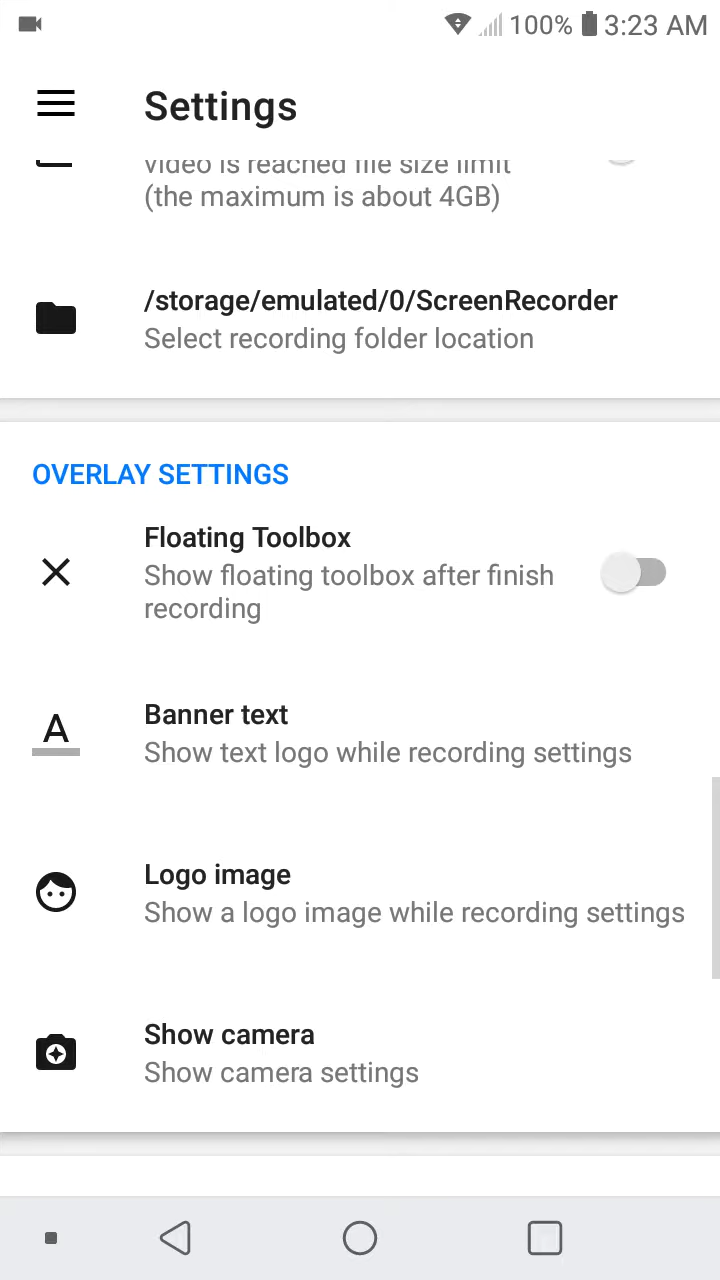 100% 3:23 AM
Settings
video is reached file size limit
(the maximum is about 4GB)
/storage/emulated/0/ScreenRecorder
Select recording folder location
OVERLAY SETTINGS
Floating Toolbox
Show floating toolbox after finish
recording
A
Banner text
Show text logo while recording settings
Logo image
Show a logo image while recording settings
Show camera
Show camera settings